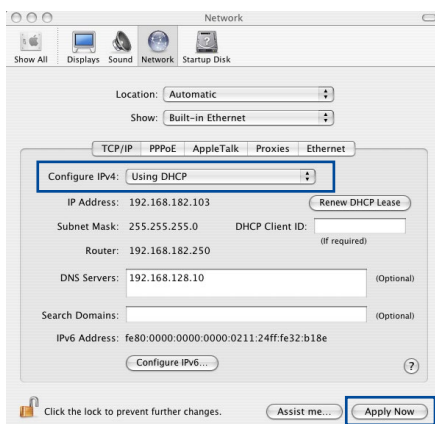 Network
Show All Displays Sound Network Startup Disk
Location: Automatic
Show: Built-in Ethernet
TCP/IP PPPoE AppleTalk Proxies Ethernet
Configure IPv4: Using DHCP
IP Address: 192.168.182.103 Renew DHCP Lease
Subnet Mask: 255.255.255.0 DHCP Client ID:
(If required)
Router: 192.168.182.250
DNS Servers: 192.168.128.10 (Optional)
Search Domains: (Optional)
IPv6 Address: fe80:0000:0000:0000:0211:24ff:fe32:b18e
Configure IPv6... ?
Click the lock to prevent further changes. Assist me... Apply Now